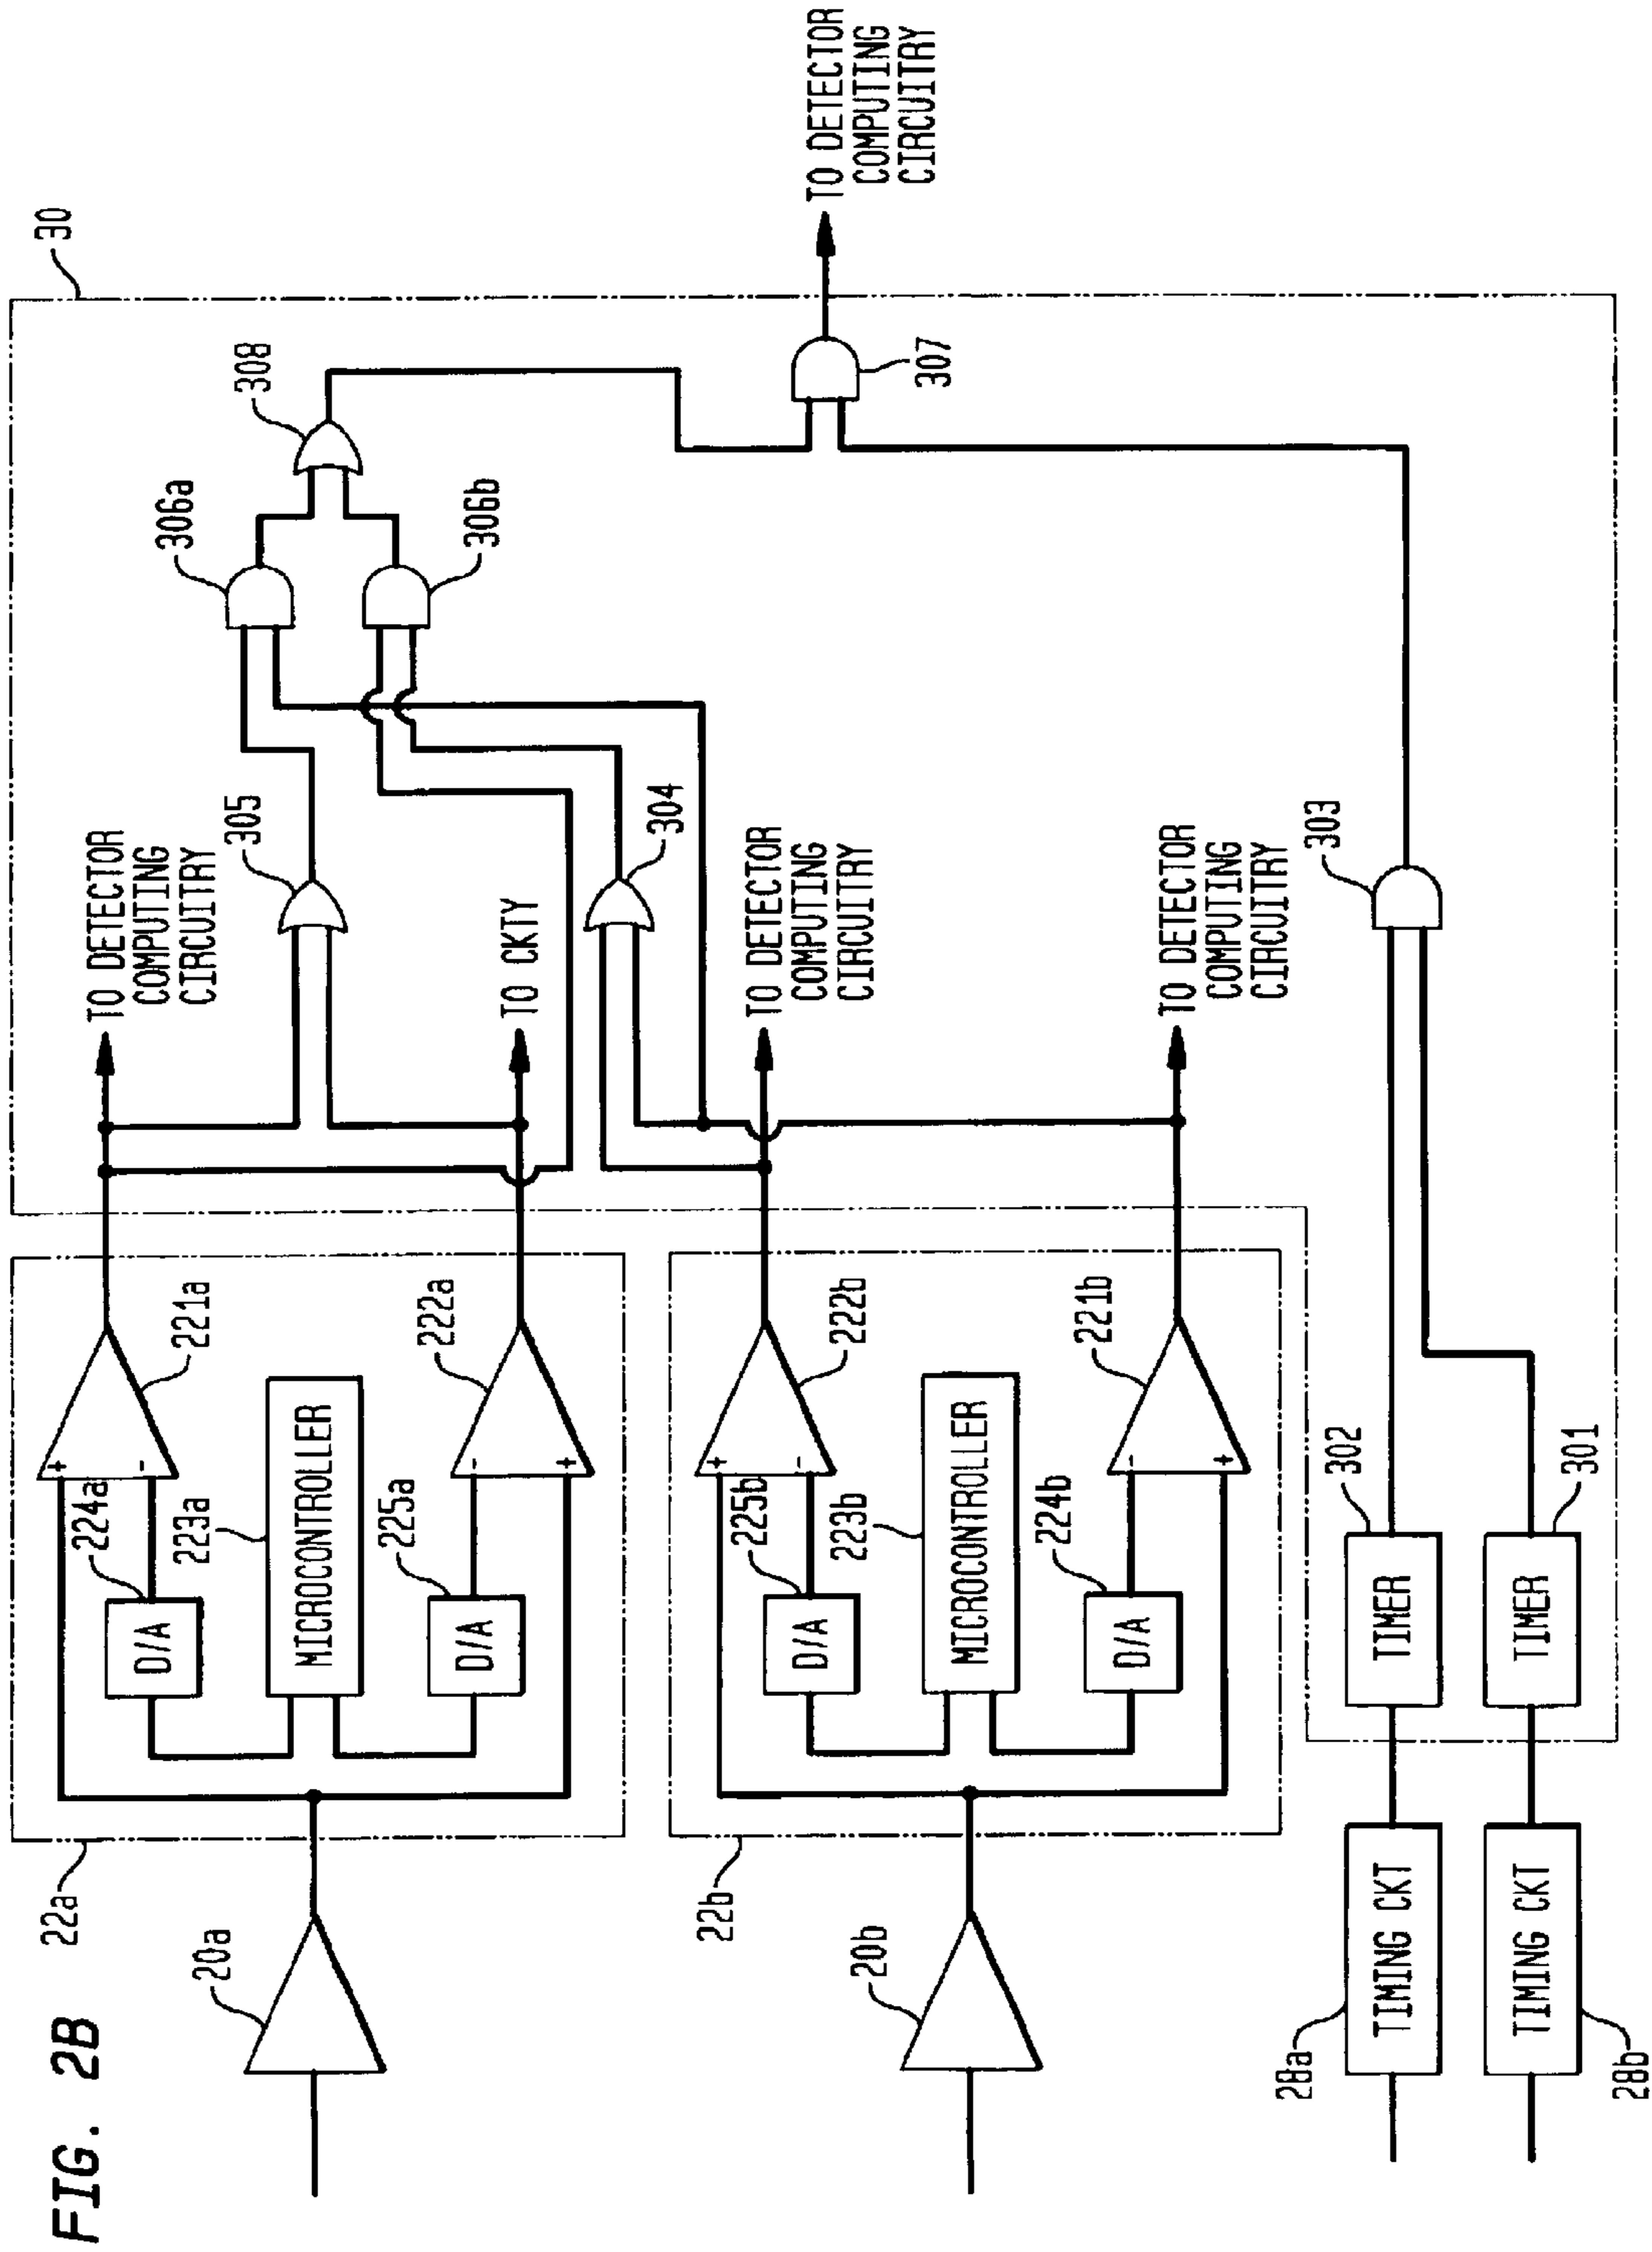 FIG. 2B
30
308
306a
306b
307
TO DETECTOR
COMPUTING
CIRCUITRY
TO DETECTOR
COMPUTING
CIRCUITRY
305
TO CKTY
304
TO DETECTOR
COMPUTING
CIRCUITRY
TO DETECTOR
COMPUTING
CIRCUITRY
303
22a
20a
+
-
221a
224a
D/A
223a
MICROCONTROLLER
225a
D/A
222a
-
+
22b
20b
+
-
222b
225b
D/A
223b
MICROCONTROLLER
224b
D/A
221b
-
+
302
TIMER
301
TIMER
28a
TIMING CKT
28b
TIMING CKT